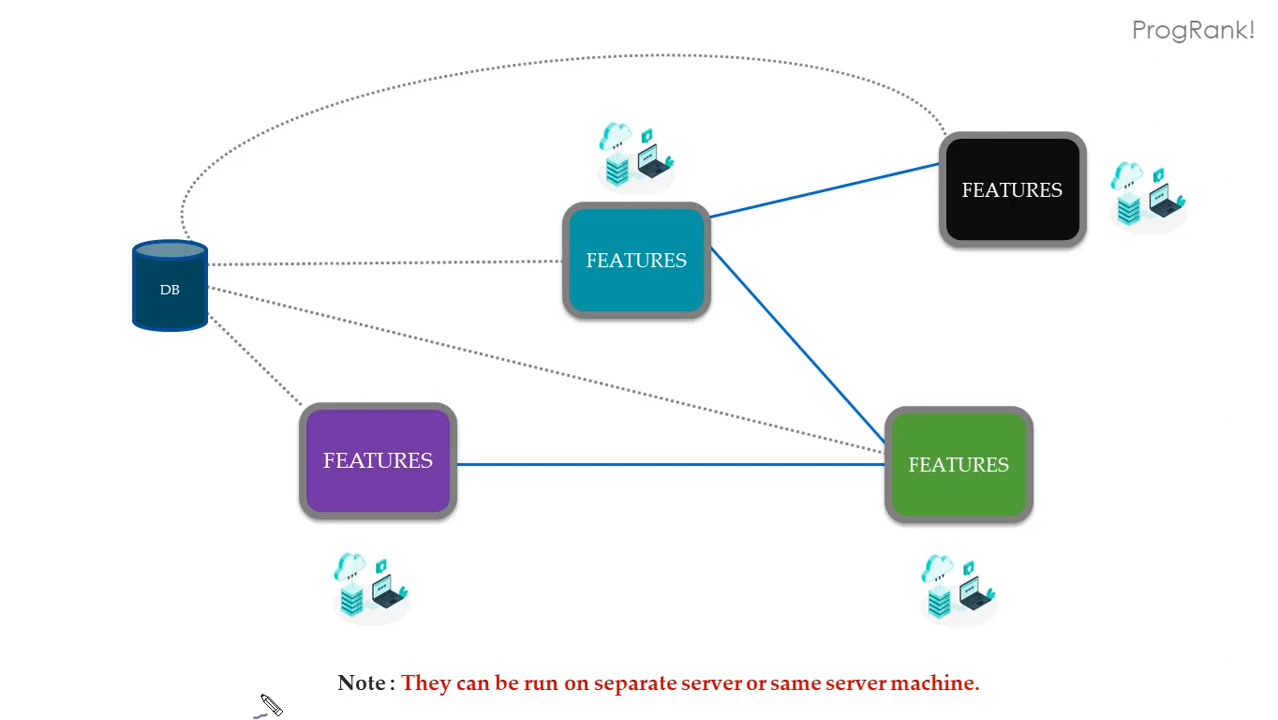 ProgRank!
FEATURES
FEATURES
DB
FEATURES
FEATURES
Note : They can be run on separate server or same server machine.